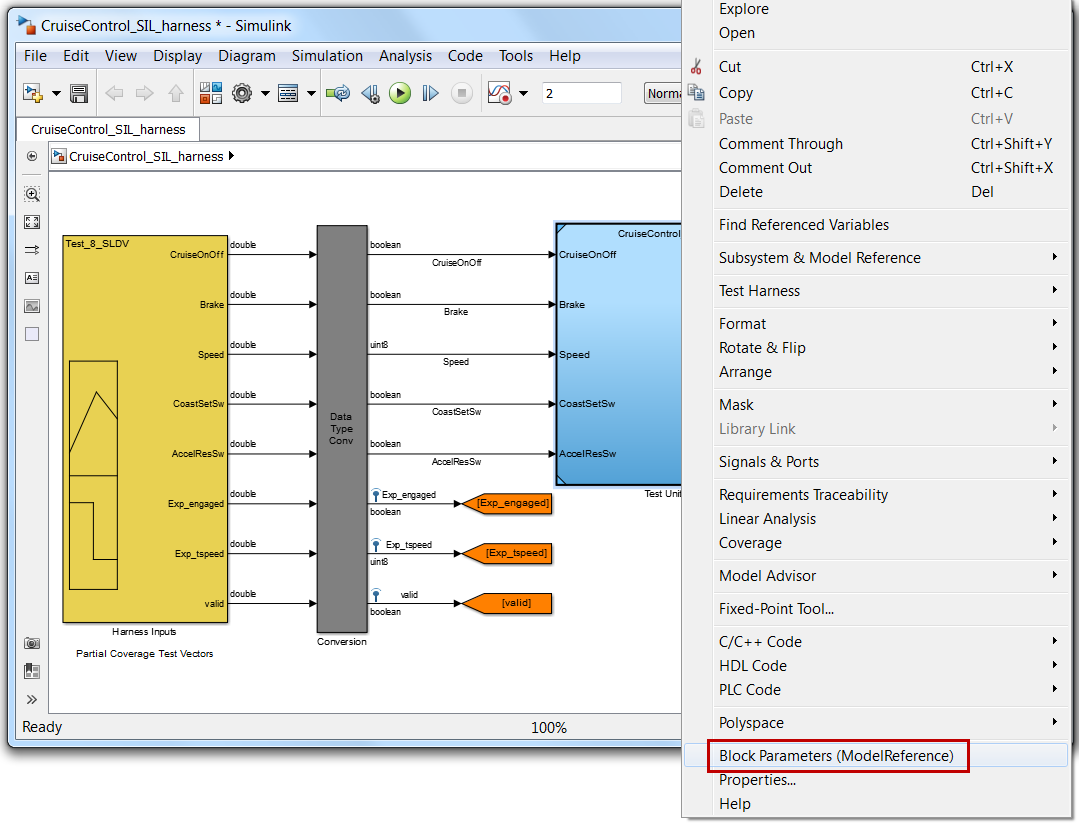 CruiseControl_SIL_harness * - Simulink
File Edit View Display Diagram Simulation Analysis Code Tools Help
2
Norma
CruiseControl_SIL_harness
CruiseControl_SIL_harness
Test_8_SLDV
CruiseOnOff
Brake
Speed
CoastSetSw
AccelResSw
Exp_engaged
Exp_tspeed
valid
Harness Inputs
Partial Coverage Test Vectors
double
double
double
double
double
double
double
double
Data
Type
Conv
Conversion
boolean
CruiseOnOff
boolean
Brake
uint8
Speed
boolean
CoastSetSw
boolean
AccelResSw
Exp_engaged
boolean
Exp_tspeed
uint8
valid
boolean
[Exp_engaged]
[Exp_tspeed]
[valid]
CruiseControl
CruiseOnOff
Brake
Speed
CoastSetSw
AccelResSw
Test Unit
Ready 100%
Explore
Open
Cut Ctrl+X
Copy Ctrl+C
Paste Ctrl+V
Comment Through Ctrl+Shift+Y
Comment Out Ctrl+Shift+X
Delete Del
Find Referenced Variables
Subsystem & Model Reference
Test Harness
Format
Rotate & Flip
Arrange
Mask
Library Link
Signals & Ports
Requirements Traceability
Linear Analysis
Coverage
Model Advisor
Fixed-Point Tool...
C/C++ Code
HDL Code
PLC Code
Polyspace
Block Parameters (ModelReference)
Properties...
Help